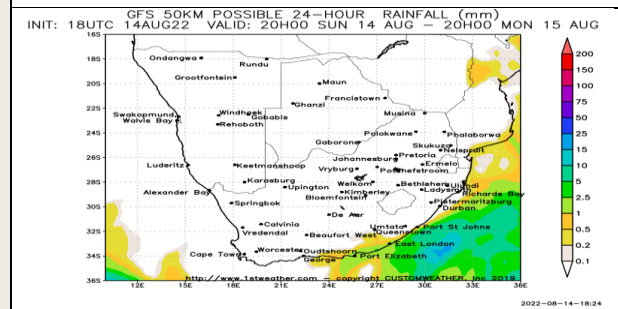 GFS 50KM POSSIBLE 24-HOUR RAINFALL (mm)
INIT: 18UTC 14AUG22 VALID: 20H00 SUN 14 AUG - 20H00 MON 15 AUG
16S
18S
20S
22S
24S
26S
28S
30S
32S
34S
36S
Ondangwa
Rundu
Grootfontein
Maun
Francistown
Ghanzi
Musina
Swakopmund
Windhoek
Gobabis
Walvis Bay
Rehoboth
Polokwane
Phalaborwa
Gaborone
Skukuza
Nelspruit
Johannesburg
Pretoria
Luderitz
Keetmanshoop
Vryburg
Potchefstroom
Ermelo
Karasburg
Upington
Welkom
Bethlehem
Ulundi
Alexander Bay
Kimberley
Ladysmith
Richards Bay
Springbok
Bloemfontein
Pietermaritzburg
Durban
De Aar
Calvinia
Umtata
Port St Johns
Vredendal
Beaufort West
Queenstown
East London
Worcester
Oudtshoorn
Cape Town
George
Port Elizabeth
http://www.1stweather.com - copyright CUSTOMWEATHER, Inc 2019
12E 15E 18E 21E 24E 27E 30E 33E 36E
200
150
100
75
50
25
15
10
5
2.5
1
0.5
0.2
0.1
2022-08-14-18:24